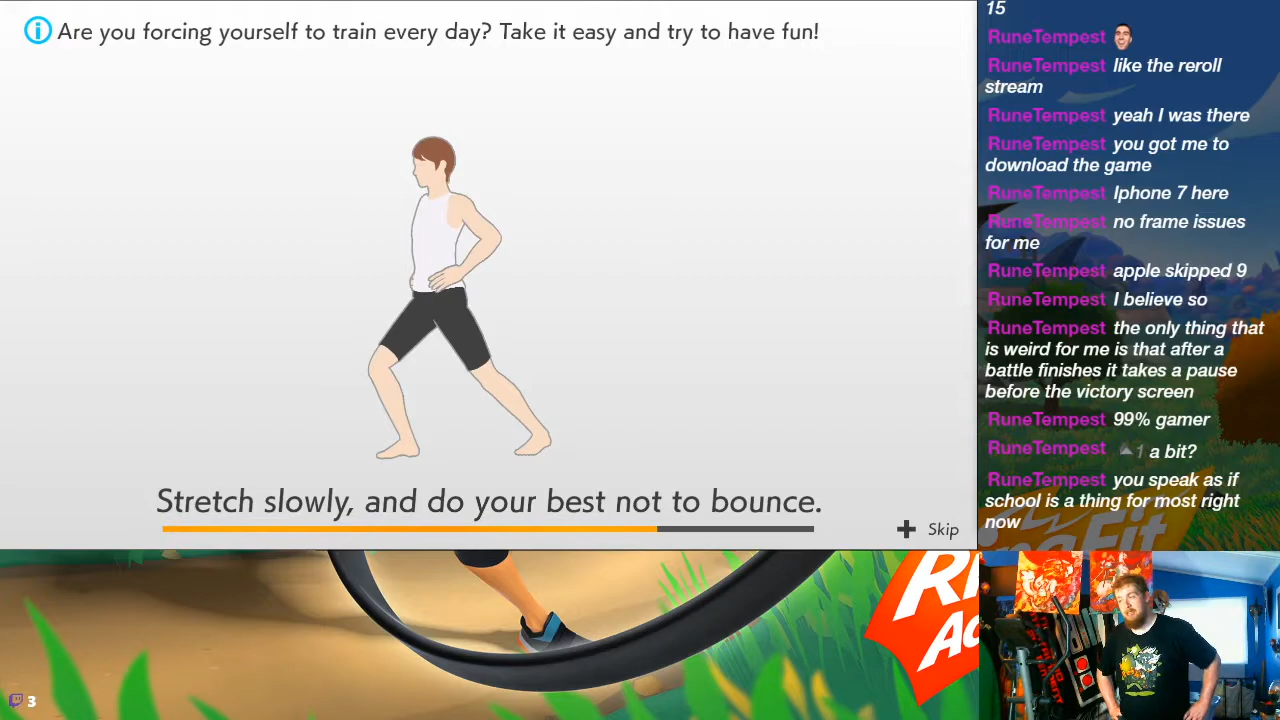 Are you forcing yourself to train every day? Take it easy and try to have fun!
Stretch slowly, and do your best not to bounce.
Skip
15
RuneTempest
RuneTempest like the reroll
stream
RuneTempest yeah I was there
RuneTempest you got me to
download the game
RuneTempest Iphone 7 here
RuneTempest no frame issues
for me
RuneTempest apple skipped 9
RuneTempest I believe so
RuneTempest the only thing that
is weird for me is that after a
battle finishes it takes a pause
before the victory screen
RuneTempest 99% gamer
RuneTempest 1 a bit?
RuneTempest you speak as if
school is a thing for most right
now
3